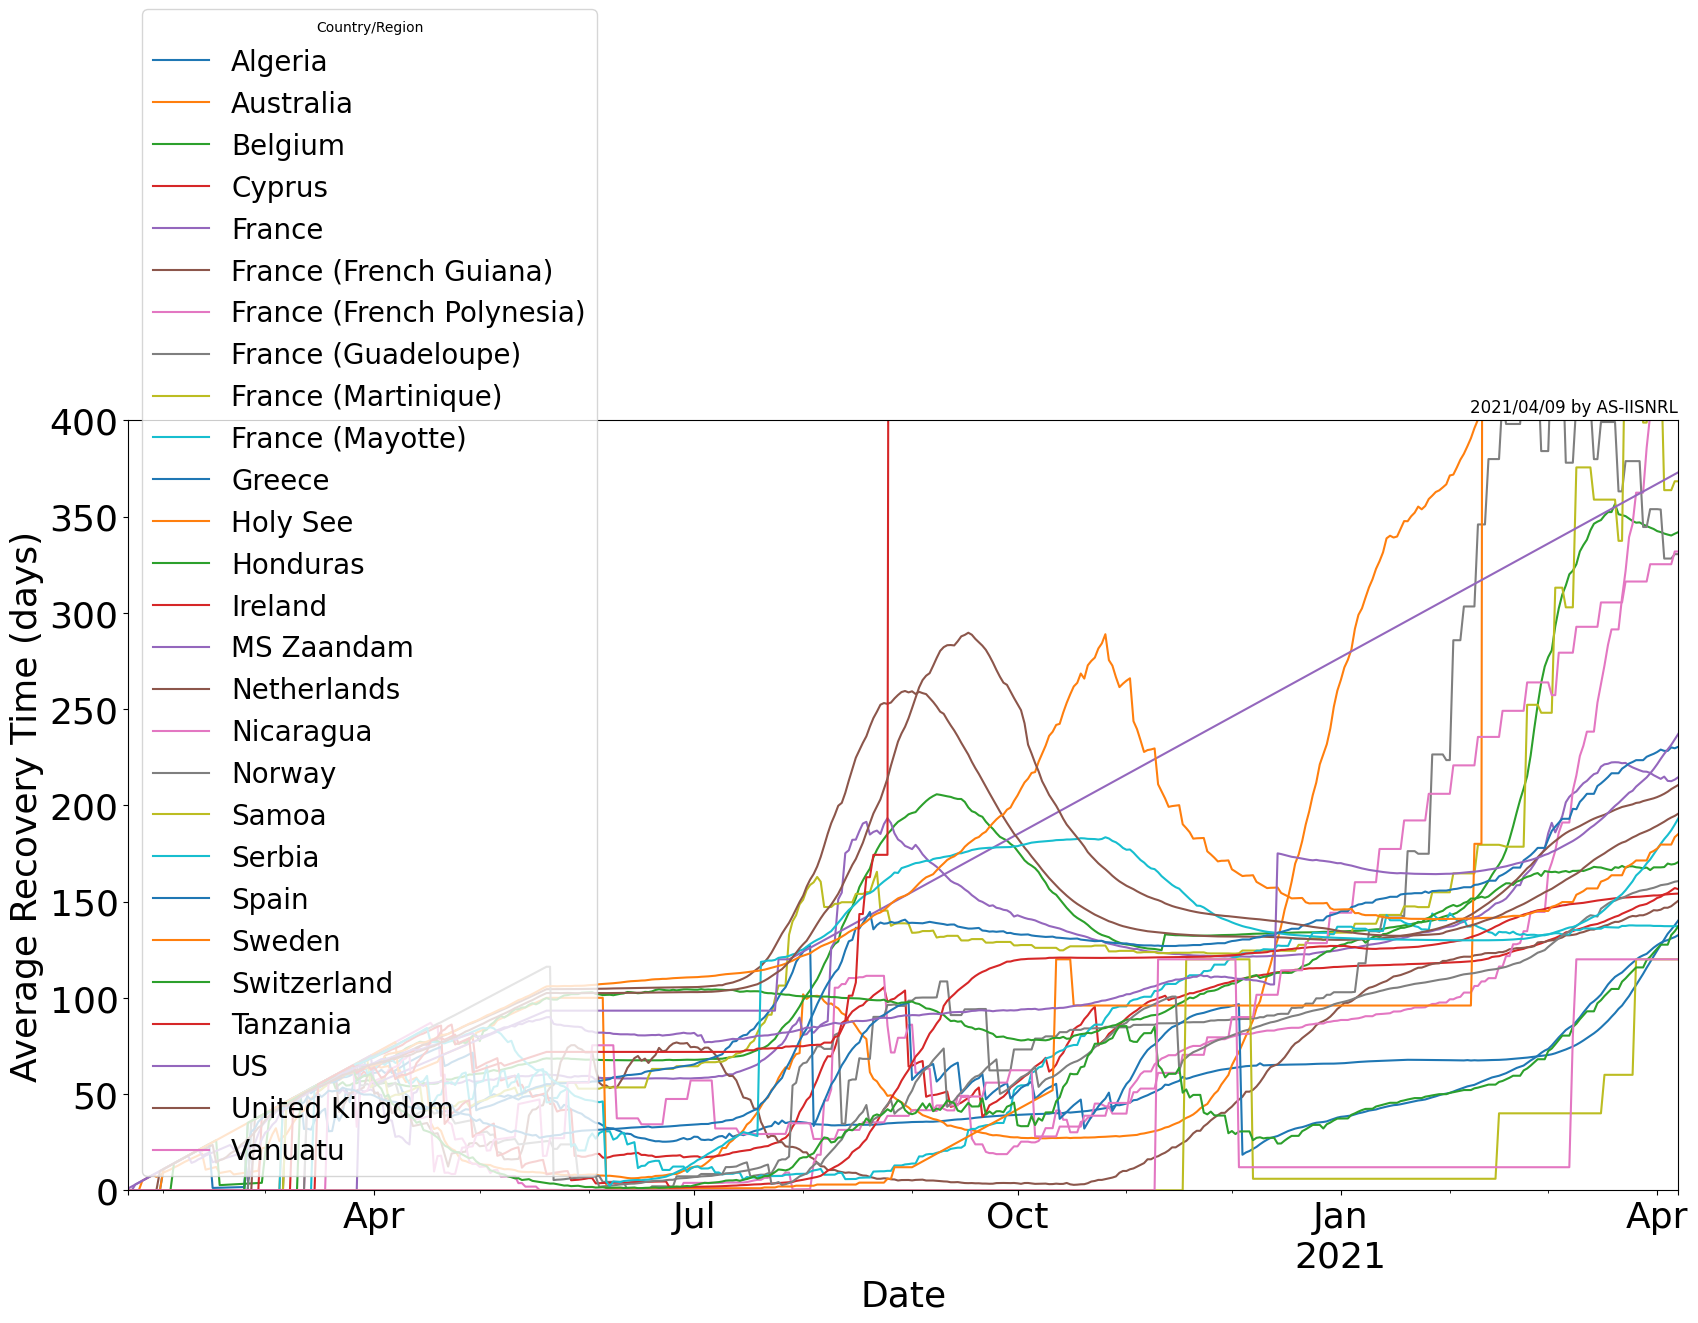 Country/Region
Algeria
Australia
Belgium
Cyprus
France
France (French Guiana)
France (French Polynesia)
France (Guadeloupe)
France (Martinique)
France (Mayotte)
Greece
Holy See
Honduras
Ireland
MS Zaandam
Netherlands
Nicaragua
Norway
Samoa
Serbia
Spain
Sweden
Switzerland
Tanzania
US
United Kingdom
Vanuatu
2021/04/09 by AS-IISNRL
Average Recovery Time (days)
400
350
300
250
200
150
100
50
0
Apr
Jul
Oct
Jan
2021
Apr
Date